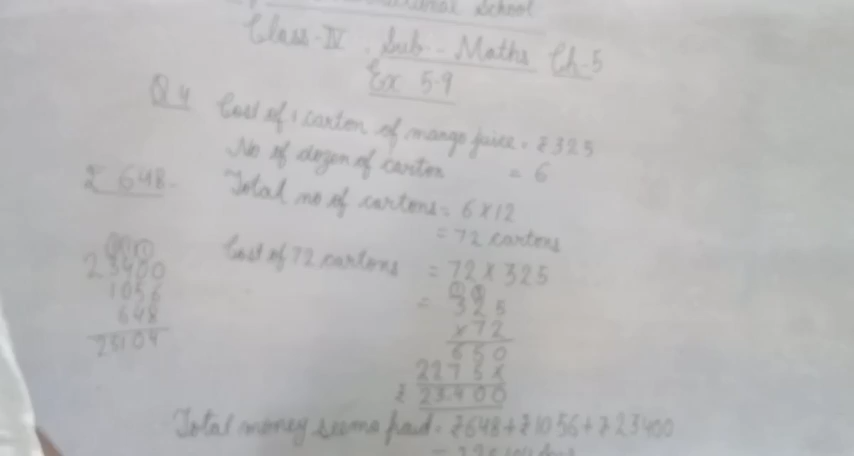 School
Class-IV, Sub - Maths Ch-5
Ex 5.9
Q4 Cost of 1 carton of mango juice = ₹325
No of dozen of carton = 6
₹ 648
Total no of cartons = 6 x 12
= 72 cartons
Cost of 72 cartons = 72 x 325
= 325
x 72
650
2275x
₹ 23400
23400
1056
648
25104
Total money seema paid = ₹648 + ₹1056 + ₹23400